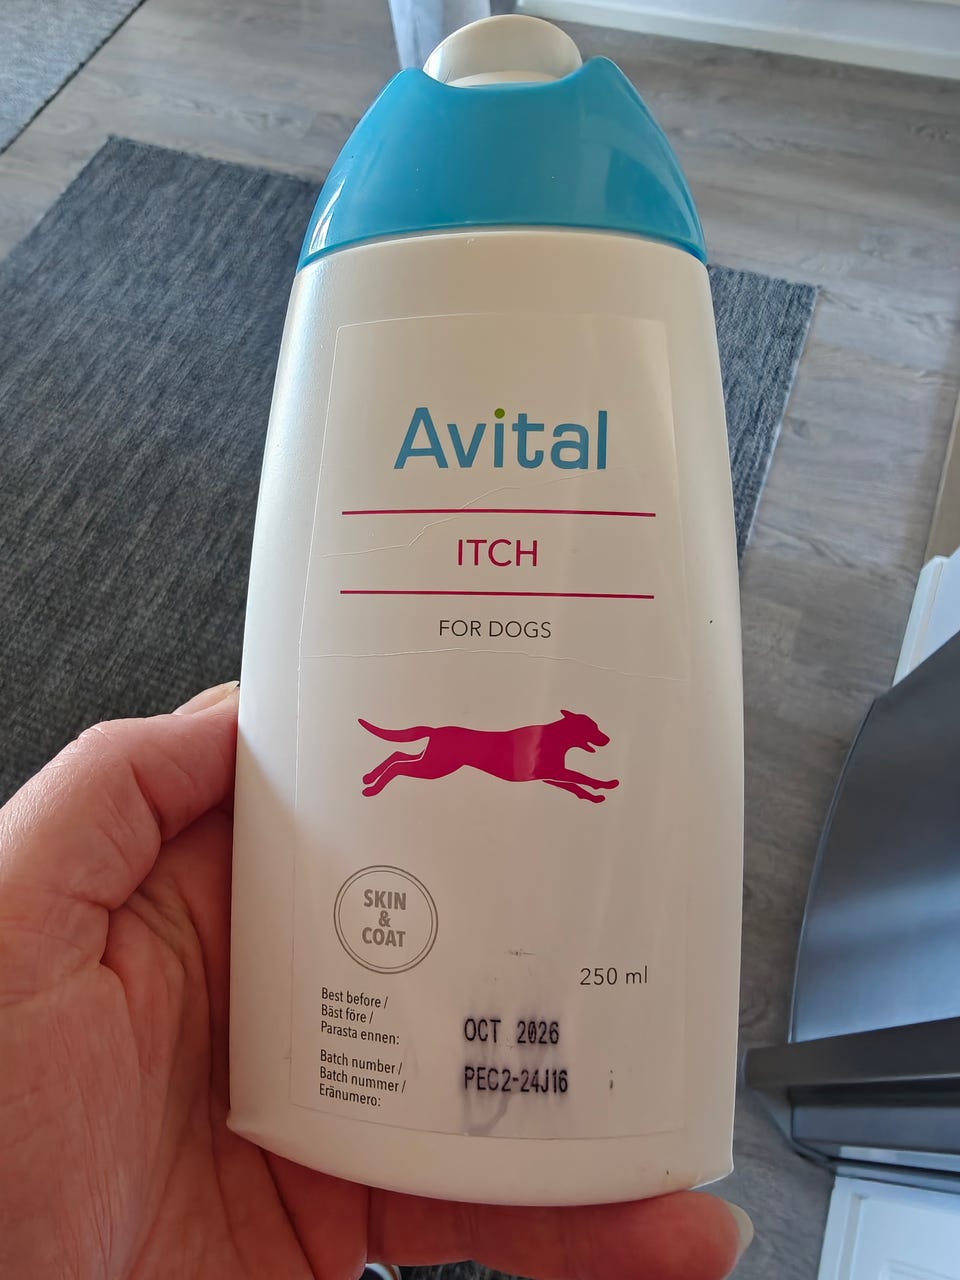 Avital
ITCH
FOR DOGS
SKIN
&
COAT
250 ml
Best before /
Bäst före /
Parasta ennen:
OCT 2026
Batch number /
Batch nummer /
Eränumero:
PEC2-24J16